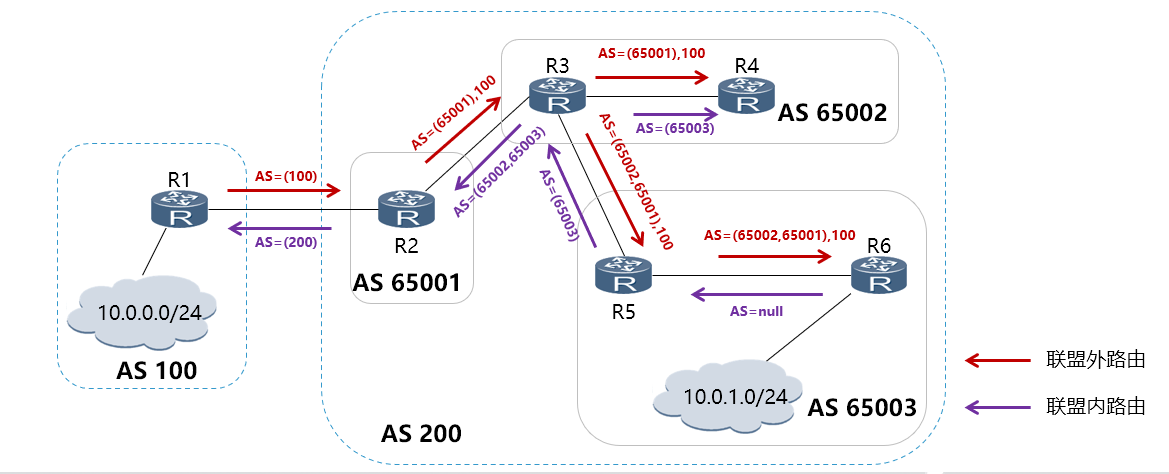 R3
AS=(65001),100
R4
AS=(65001),100
AS=(65003)
AS 65002
AS=(65002,65003)
AS=(65002,65001),100
AS=(65003)
R1
AS=(100)
AS=(200)
R2
AS 65001
10.0.0.0/24
AS 100
AS=(65002,65001),100
R6
R5
AS=null
10.0.1.0/24
AS 65003
AS 200
联盟外路由
联盟内路由